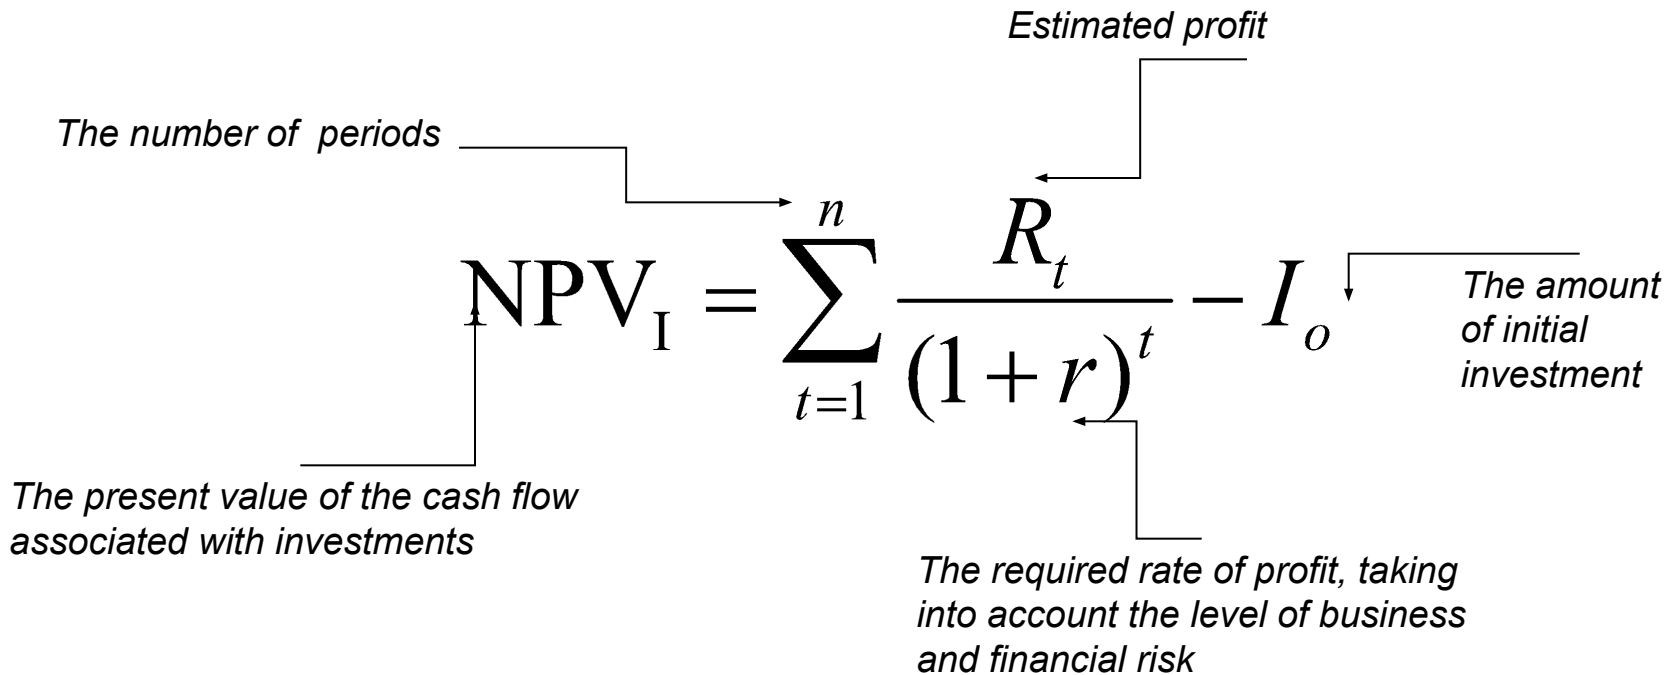 Estimated profit
The number of periods
n
NPV_I = ∑ R_t / (1 + r)^t − I_o
t=1
The amount
of initial
investment
The present value of the cash flow
associated with investments
The required rate of profit, taking
into account the level of business
and financial risk